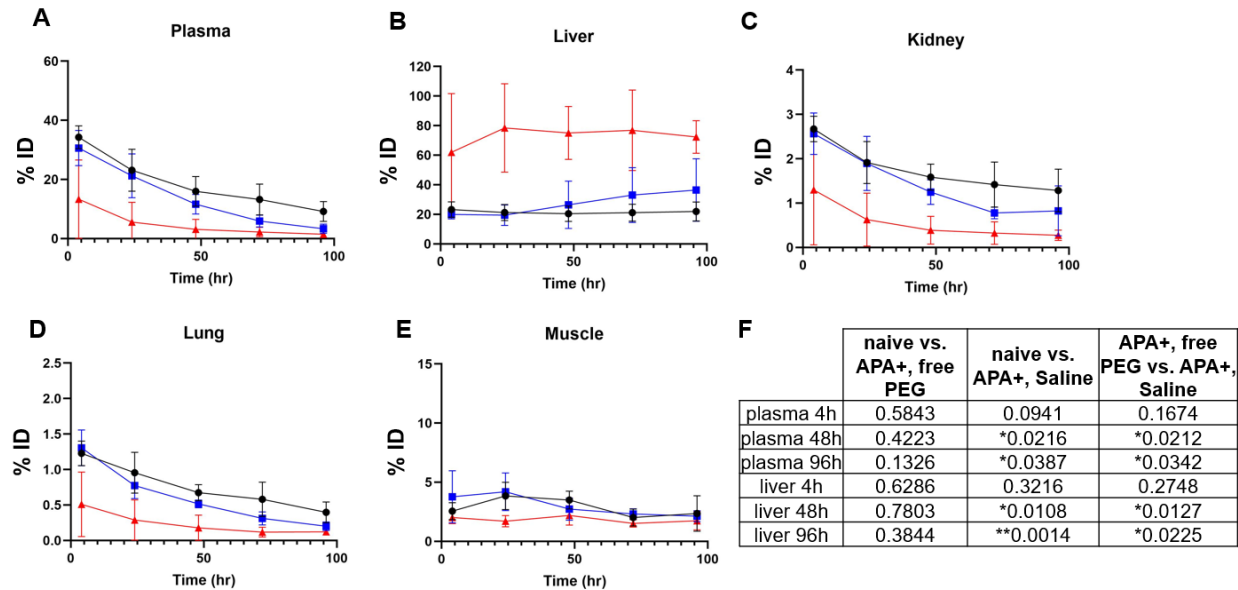 A
Plasma
% ID
60
40
20
0
0
50
100
Time (hr)
B
Liver
% ID
120
100
80
60
40
20
0
0
50
100
Time (hr)
C
Kidney
% ID
4
3
2
1
0
0
50
100
Time (hr)
D
Lung
% ID
2.5
2.0
1.5
1.0
0.5
0.0
0
50
100
Time (hr)
E
Muscle
% ID
15
10
5
0
0
50
100
Time (hr)
F
naive vs. APA+, free PEG
naive vs. APA+, Saline
APA+, free PEG vs. APA+, Saline
plasma 4h 0.5843 0.0941 0.1674
plasma 48h 0.4223 *0.0216 *0.0212
plasma 96h 0.1326 *0.0387 *0.0342
liver 4h 0.6286 0.3216 0.2748
liver 48h 0.7803 *0.0108 *0.0127
liver 96h 0.3844 **0.0014 *0.0225